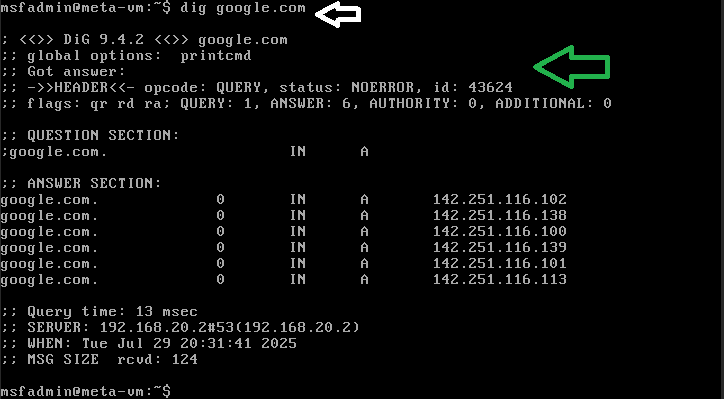 msfadmin@meta-vm:~$ dig google.com
; <<>> DiG 9.4.2 <<>> google.com
;; global options:  printcmd
;; Got answer:
;; ->>HEADER<<- opcode: QUERY, status: NOERROR, id: 43624
;; flags: qr rd ra; QUERY: 1, ANSWER: 6, AUTHORITY: 0, ADDITIONAL: 0
;; QUESTION SECTION:
;google.com.                    IN      A
;; ANSWER SECTION:
google.com.             0       IN      A       142.251.116.102
google.com.             0       IN      A       142.251.116.138
google.com.             0       IN      A       142.251.116.100
google.com.             0       IN      A       142.251.116.139
google.com.             0       IN      A       142.251.116.101
google.com.             0       IN      A       142.251.116.113
;; Query time: 13 msec
;; SERVER: 192.168.20.2#53(192.168.20.2)
;; WHEN: Tue Jul 29 20:31:41 2025
;; MSG SIZE  rcvd: 124
msfadmin@meta-vm:~$